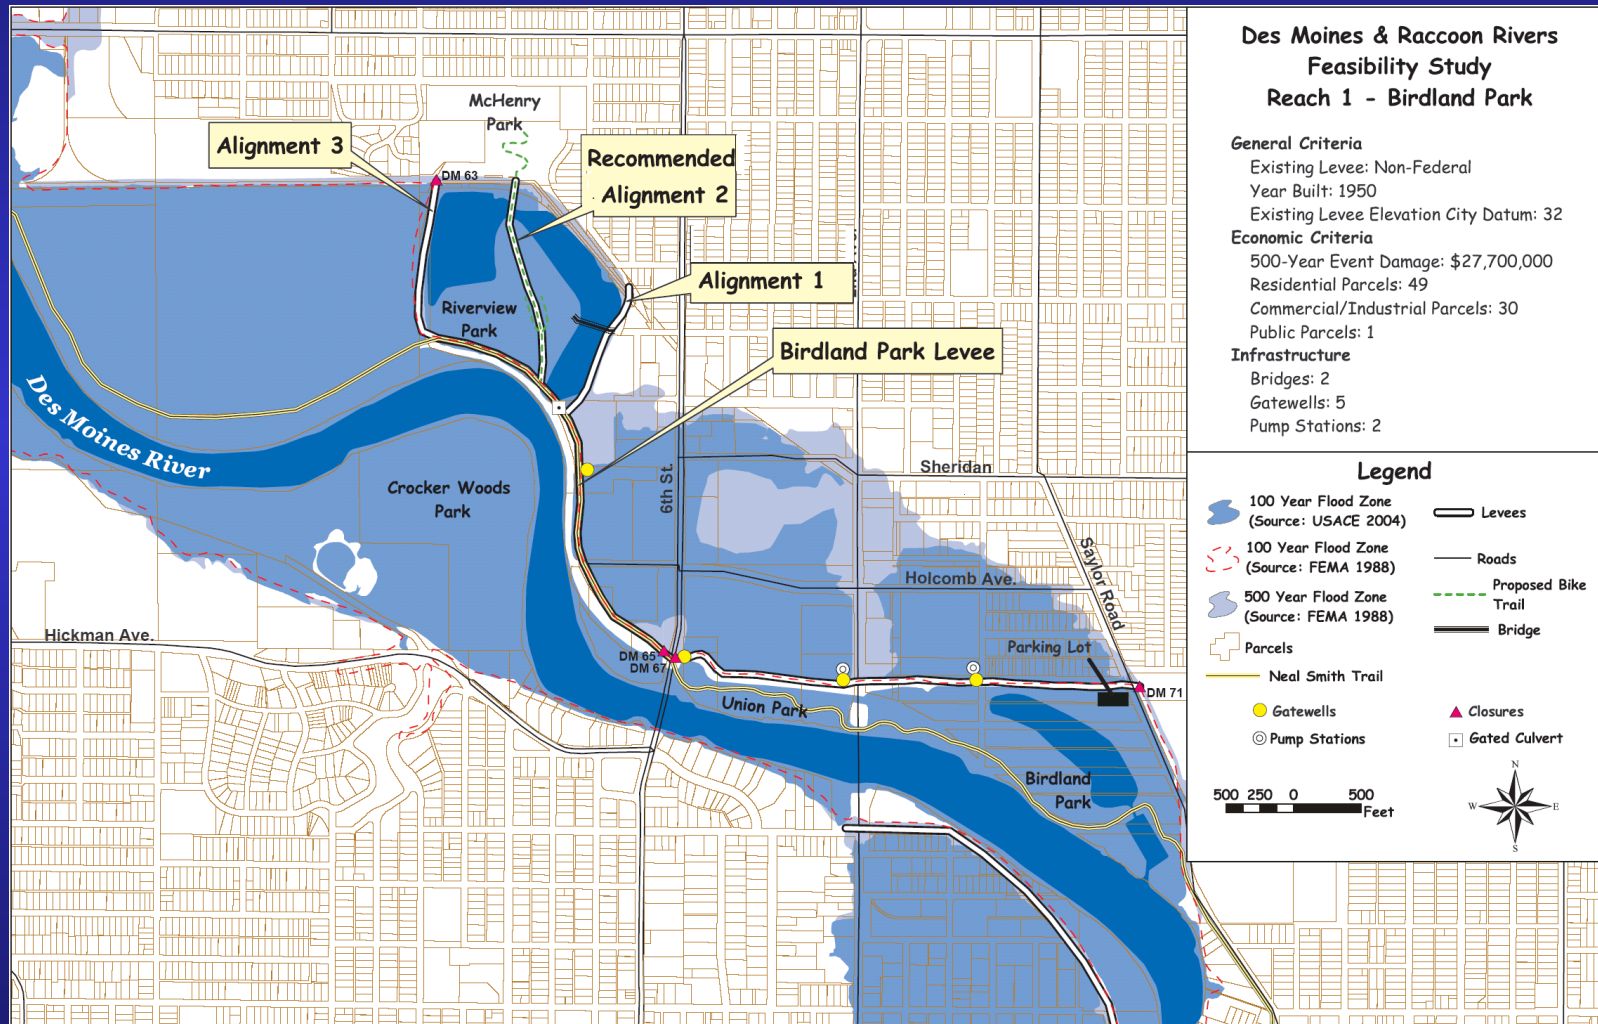 Des Moines & Raccoon Rivers
Feasibility Study
Reach 1 - Birdland Park
General Criteria
Existing Levee: Non-Federal
Year Built: 1950
Existing Levee Elevation City Datum: 32
Economic Criteria
500-Year Event Damage: $27,700,000
Residential Parcels: 49
Commercial/Industrial Parcels: 30
Public Parcels: 1
Infrastructure
Bridges: 2
Gatewells: 5
Pump Stations: 2
Legend
100 Year Flood Zone
(Source: USACE 2004)
100 Year Flood Zone
(Source: FEMA 1988)
500 Year Flood Zone
(Source: FEMA 1988)
Parcels
Neal Smith Trail
Gatewells
Pump Stations
Levees
Roads
Proposed Bike
Trail
Bridge
Closures
Gated Culvert
500 250 0 500
Feet
N
W
E
S
McHenry
Park
Alignment 3
DM 63
Recommended
Alignment 2
Alignment 1
Riverview
Park
Birdland Park Levee
Des Moines River
Crocker Woods
Park
6th St.
Sheridan
Saylor Road
Holcomb Ave.
Hickman Ave.
Parking Lot
DM 65
DM 67
DM 71
Union Park
Birdland
Park